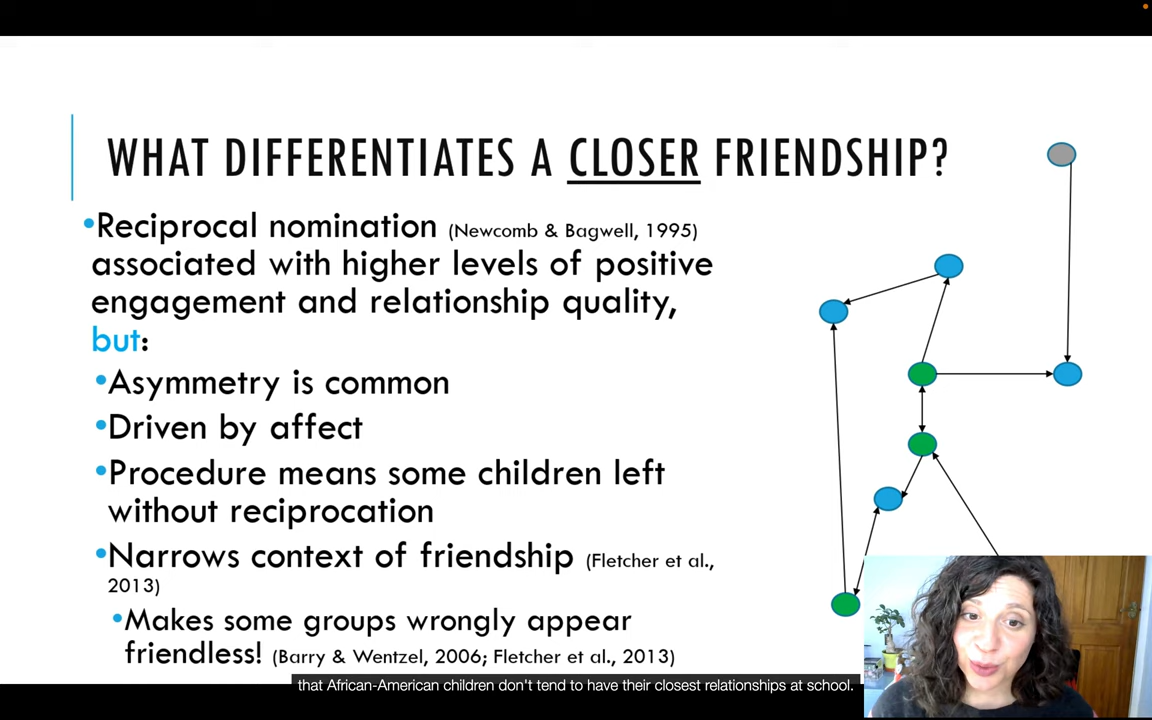 WHAT DIFFERENTIATES A CLOSER FRIENDSHIP?
•Reciprocal nomination (Newcomb & Bagwell, 1995)
associated with higher levels of positive
engagement and relationship quality,
but:
•Asymmetry is common
•Driven by affect
•Procedure means some children left
without reciprocation
•Narrows context of friendship (Fletcher et al.,
2013)
•Makes some groups wrongly appear
friendless! (Barry & Wentzel, 2006; Fletcher et al., 2013)
that African-American children don't tend to have their closest relationships at school.